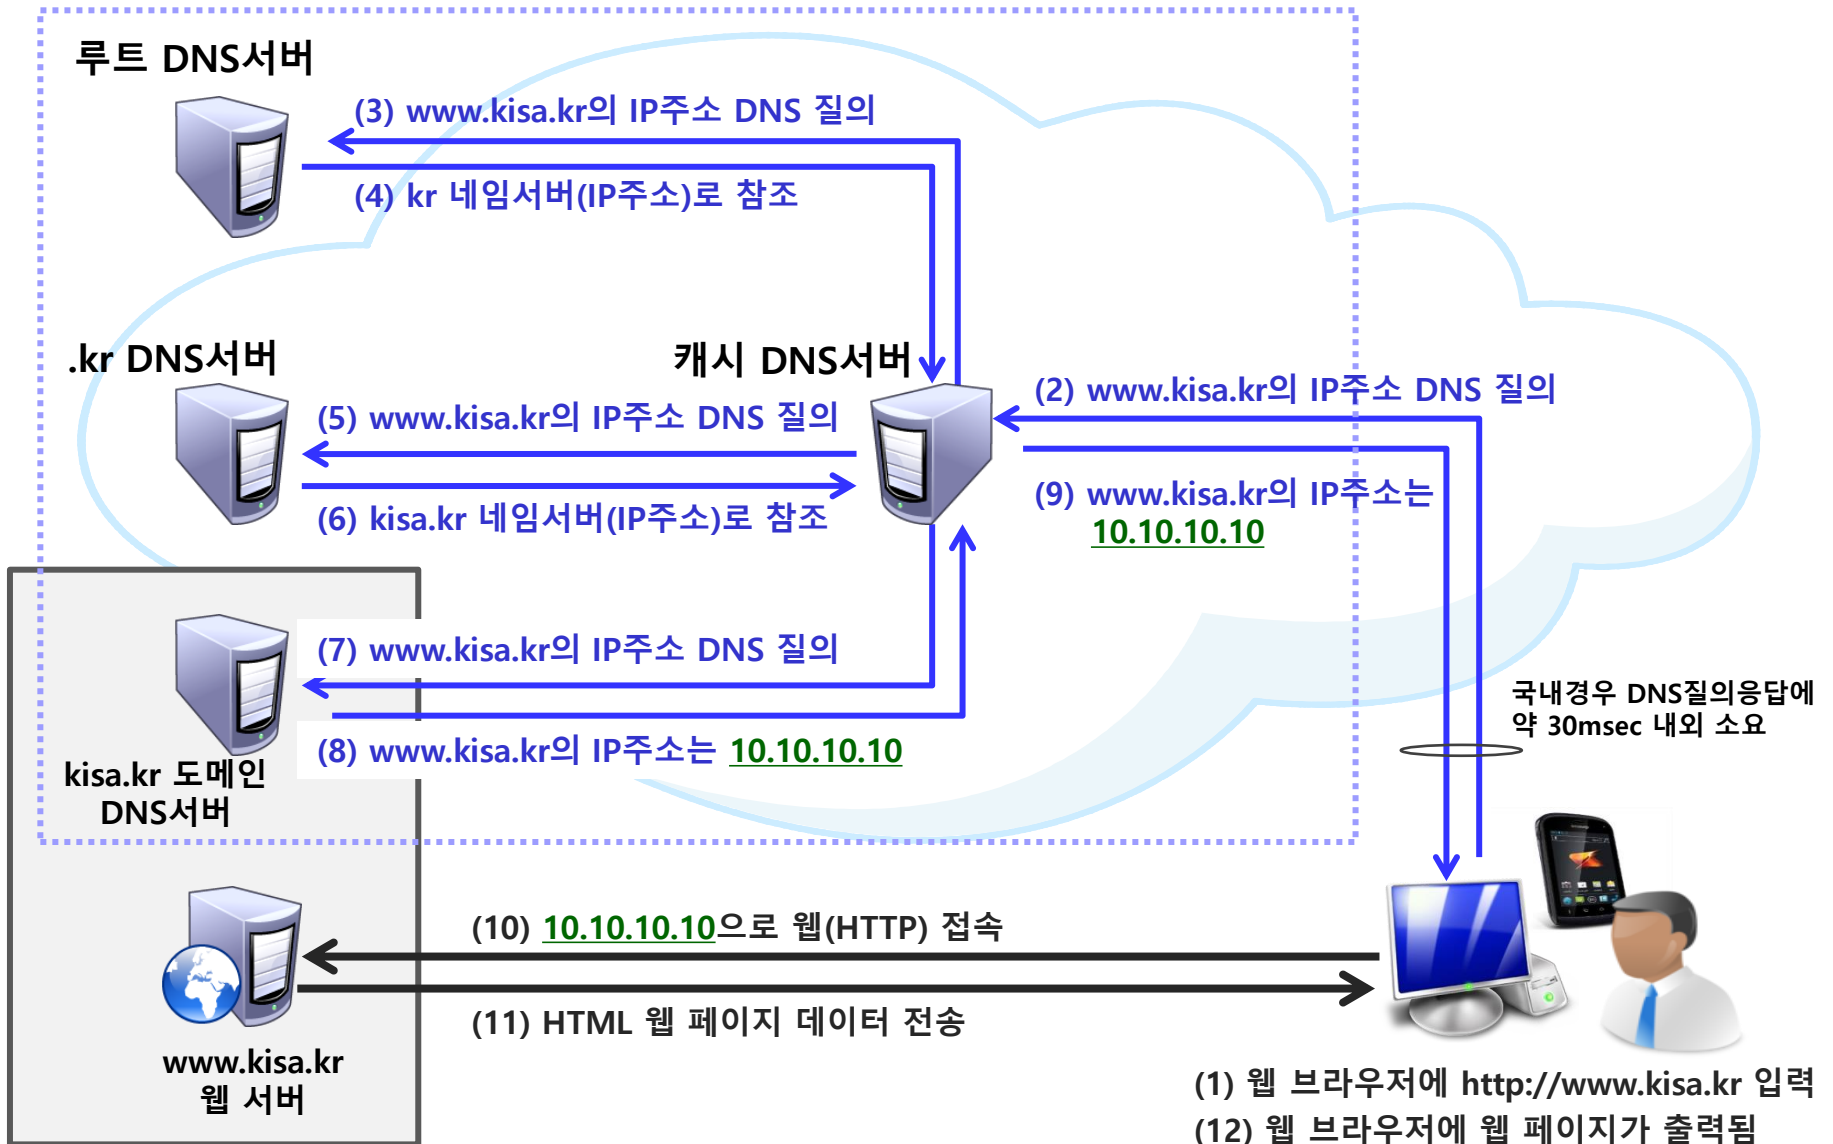 루트 DNS서버
(3) www.kisa.kr의 IP주소 DNS 질의
(4) kr 네임서버(IP주소)로 참조
.kr DNS서버
캐시 DNS서버
(2) www.kisa.kr의 IP주소 DNS 질의
(5) www.kisa.kr의 IP주소 DNS 질의
(9) www.kisa.kr의 IP주소는
10.10.10.10
(6) kisa.kr 네임서버(IP주소)로 참조
(7) www.kisa.kr의 IP주소 DNS 질의
국내경우 DNS질의응답에
약 30msec 내외 소요
(8) www.kisa.kr의 IP주소는 10.10.10.10
kisa.kr 도메인
DNS서버
(10) 10.10.10.10으로 웹(HTTP) 접속
(11) HTML 웹 페이지 데이터 전송
www.kisa.kr
웹 서버
(1) 웹 브라우저에 http://www.kisa.kr 입력
(12) 웹 브라우저에 웹 페이지가 출력됨